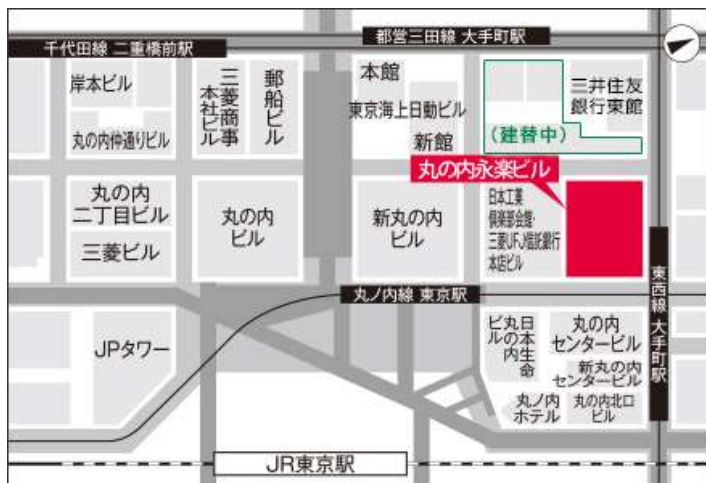 都営三田線 大手町駅
千代田線 二重橋前駅
岸本ビル
丸の内仲通りビル
三菱商事
本社ビル
郵船ビル
本館
東京海上日動ビル
新館
三井住友
銀行東館
(建替中)
丸の内永楽ビル
丸の内
二丁目ビル
三菱ビル
丸の内
ビル
新丸の内
ビル
日本工業
倶楽部会館・
三菱UFJ信託銀行
本店ビル
丸ノ内線 東京駅
東西線 大手町駅
JPタワー
日本生命
丸の内
ビル
丸の内
センタービル
新丸の内
センタービル
丸ノ内
ホテル
丸の内北口
ビル
JR東京駅